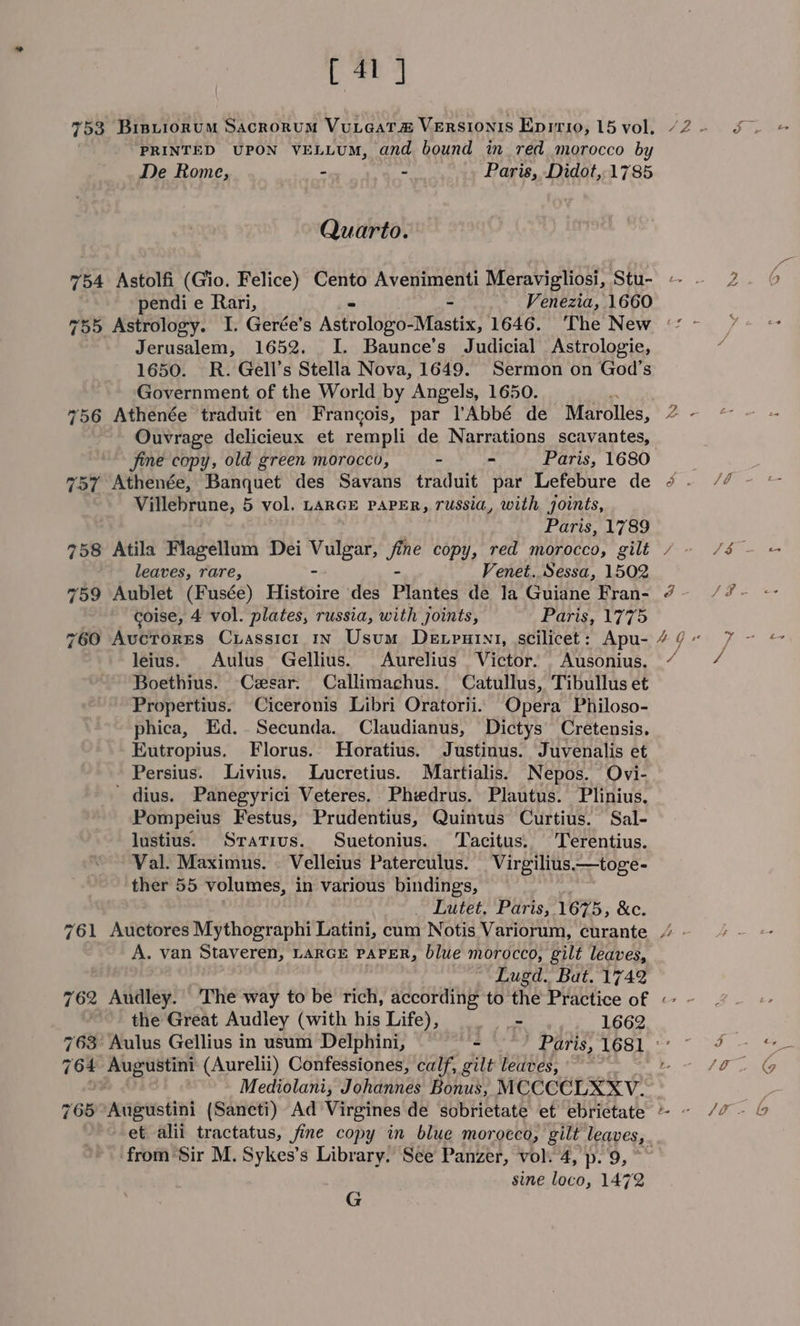 [ 41 ]
753 BIBLIORUM SACRORUM VULGATÆ VERSIONIS EDITIO, 15 vol.
PRINTED UPON VELLUM, and bound in red morocco by
De Rome, - - Paris, Didot, 1785
Quarto.
754 Astolfi (Gio. Felice) Cento Avenimenti Meravigliosi, Stu-
pendi e Rari, - - Venezia, 1660
755 Astrology. I. Gerée's Astrologo-Mastix, 1646. The New
Jerusalem, 1652. I. Baunce's Judicial Astrologie,
1650. R. Gell's Stella Nova, 1649. Sermon on God's
Government of the World by Angels, 1650.
756 Athenée traduit en François, par l'Abbé de Marolles,
Ouvrage delicieux et rempli de Narrations scavantes,
fine copy, old green morocco, - - Paris, 1680
757 Athenée, Banquet des Savans traduit par Lefebure de
Villebrune, 5 vol. LARGE PAPER, russia, with joints,
Paris, 1789
758 Atila Flagellum Dei Vulgar, fine copy, red morocco, gilt
leaves, rare, - - Venet. Sessa, 1502
759 Aublet (Fusée) Histoire des Plantes de la Guiane Fran-
çoise, 4 vol. plates, russia, with joints, Paris, 1775
760 AUCTORES CLASSICI IN USUM DELPHINI, scilicet: Apu-
leius. Aulus Gellius. Aurelius Victor. Ausonius.
Boethius. Cæsar. Callimachus. Catullus, Tibullus et
Propertius. Ciceronis Libri Oratorii. Opera Philoso-
phica, Ed. Secunda. Claudianus, Dictys Cretensis.
Eutropius. Florus. Horatius. Justinus. Juvenalis et
Persius. Livius. Lucretius. Martialis. Nepos. Ovi-
dius. Panegyrici Veteres. Phædrus. Plautus. Plinius.
Pompeius Festus, Prudentius, Quintus Curtius. Sal-
lustius. STATIUS. Suetonius. Tacitus. Terentius.
Val. Maximus. Velleius Paterculus. Virgilius.—toge-
ther 55 volumes, in various bindings,
Lutet. Paris, 1675, &c.
761 Auctores Mythographi Latini, cum Notis Variorum, curante
A. van Staveren, LARGE PAPER, blue morocco, gilt leaves,
Lugd. Bat. 1742
762 Audley. The way to be rich, according to the Practice of
the Great Audley (with his Life), - 1662
763 Aulus Gellius in usum Delphini, - Paris, 1681
764 Augustini (Aurelii) Confessiones, calf, gilt leaves,
Mediolani, Johannes Bonus, MCCCCLXXV.
765 Augustini (Sancti) Ad Virgines de sobrietate et ebrietate
et alii tractatus, fine copy in blue morocco, gilt leaves,
from Sir M. Sykes's Library. See Panzer, vol. 4, p. 9,
sine loco, 1472
G